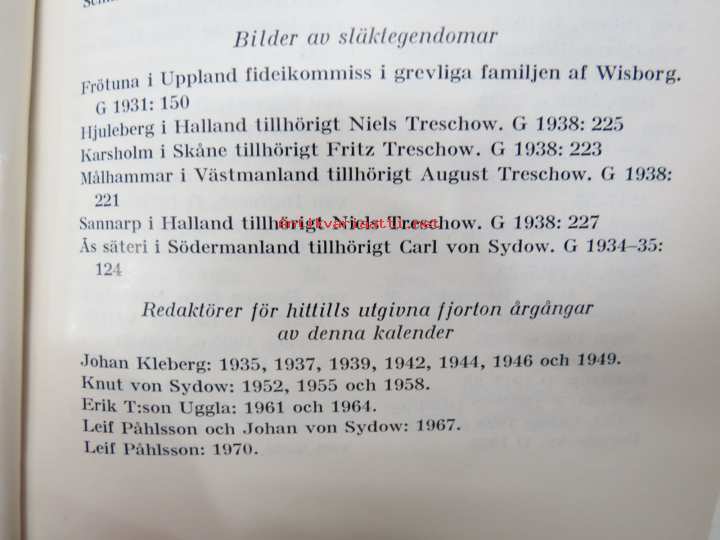 Bilder av släktegendomar
Frötuna i Uppland fideikommiss i grevliga familjen af Wisborg.
G 1931: 150
Hjuleberg i Halland tillhörigt Niels Treschow. G 1938: 225
Karsholm i Skåne tillhörigt Fritz Treschow. G 1938: 223
Målhammar i Västmanland tillhörigt August Treschow. G 1938:
221
Sannarp i Halland tillhörigt Niels Treschow. G 1938: 227
Ås säteri i Södermanland tillhörigt Carl von Sydow. G 1934–35:
124
Redaktörer för hittills utgivna fjorton årgångar
av denna kalender
Johan Kleberg: 1935, 1937, 1939, 1942, 1944, 1946 och 1949.
Knut von Sydow: 1952, 1955 och 1958.
Erik T:son Uggla: 1961 och 1964.
Leif Påhlsson och Johan von Sydow: 1967.
Leif Påhlsson: 1970.